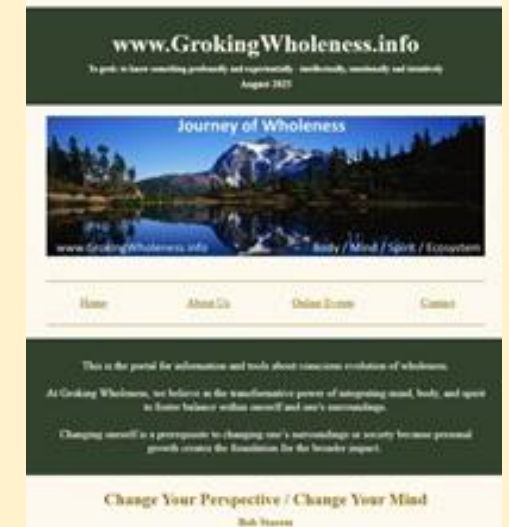 www.GrokingWholeness.info
To grok: to know something profoundly and experientially - intellectually, emotionally and intuitively
August 2025
Journey of Wholeness
www.GrokingWholeness.info
Body / Mind / Spirit / Ecosystem
Home About Us Online Events Contact
This is the portal for information and tools about conscious evolution of wholeness.
At Groking Wholeness, we believe in the transformative power of integrating mind, body, and spirit
to foster balance within oneself and one's surroundings.
Changing oneself is a prerequisite to changing one's surroundings or society because personal
growth creates the foundation for the broader impact.
Change Your Perspective / Change Your Mind
Bob